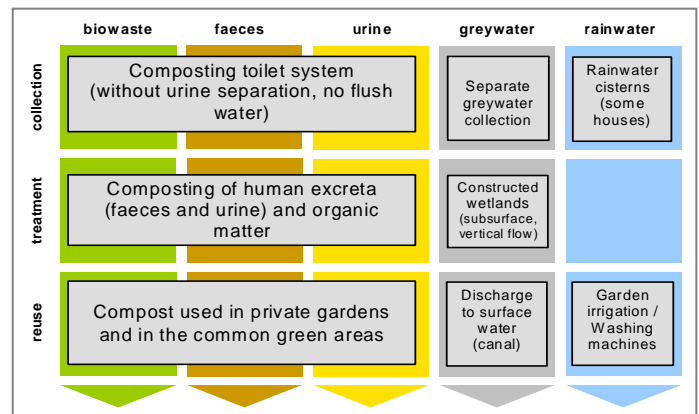 biowaste faeces urine greywater rainwater
collection
Composting toilet system
(without urine separation, no flush
water)
Separate
greywater
collection
Rainwater
cisterns
(some
houses)
treatment
Composting of human excreta
(faeces and urine) and organic
matter
Constructed
wetlands
(subsurface,
vertical flow)
reuse
Compost used in private gardens
and in the common green areas
Discharge
to surface
water
(canal)
Garden
irrigation /
Washing
machines